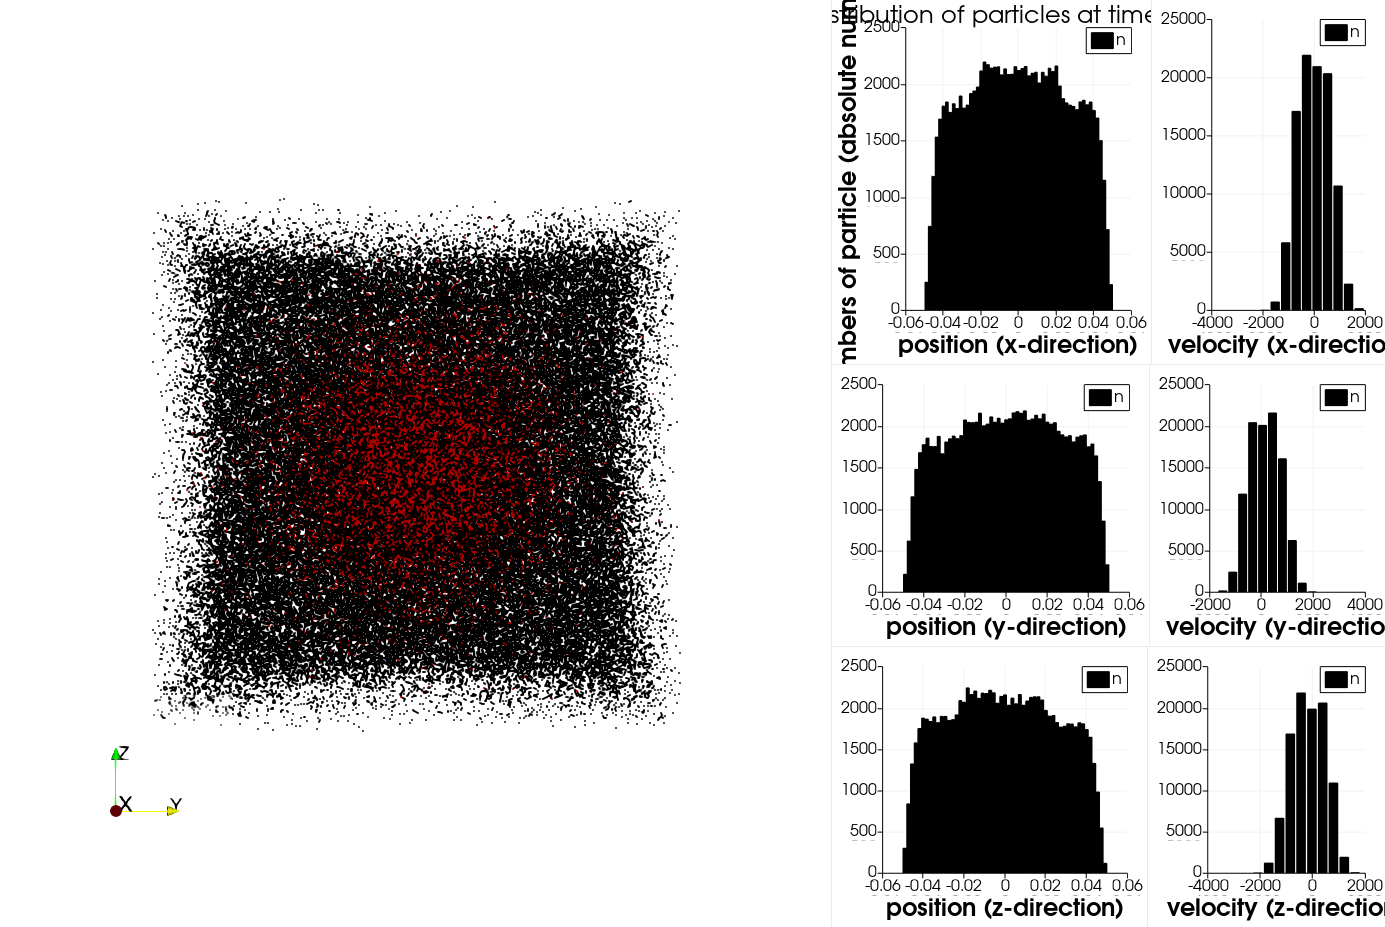 stribution of particles at time
mbers of particle (absolute num
2500
2000
1500
1000
500
0
n
-0.06 -0.04 -0.02 0 0.02 0.04 0.06
position (x-direction)
25000
20000
15000
10000
5000
0
n
-4000 -2000 0 2000
velocity (x-directio
2500
2000
1500
1000
500
0
n
-0.06 -0.04 -0.02 0 0.02 0.04 0.06
position (y-direction)
25000
20000
15000
10000
5000
0
n
-2000 0 2000 4000
velocity (y-directio
2500
2000
1500
1000
500
0
n
-0.06 -0.04 -0.02 0 0.02 0.04 0.06
position (z-direction)
25000
20000
15000
10000
5000
0
n
-4000 -2000 0 2000
velocity (z-direction
Z
X
Y